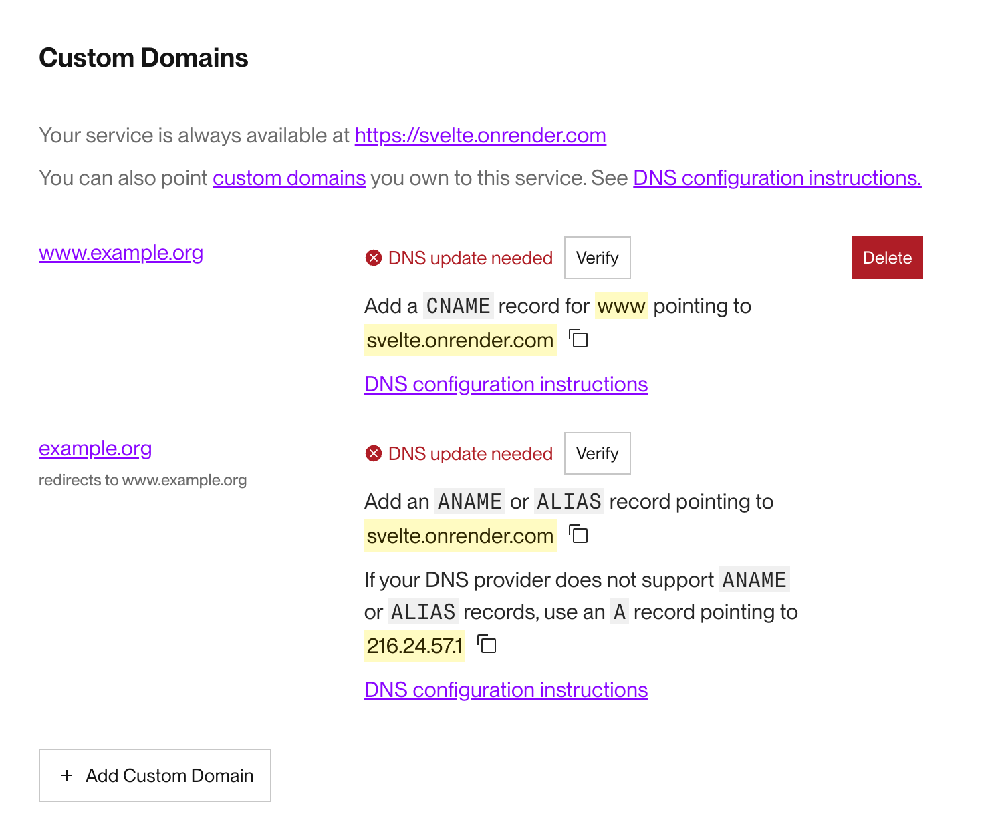 Custom Domains
Your service is always available at https://svelte.onrender.com
You can also point custom domains you own to this service. See DNS configuration instructions.
www.example.org
DNS update needed
Verify
Delete
Add a CNAME record for www pointing to
svelte.onrender.com
DNS configuration instructions
example.org
redirects to www.example.org
DNS update needed
Verify
Add an ANAME or ALIAS record pointing to
svelte.onrender.com
If your DNS provider does not support ANAME
or ALIAS records, use an A record pointing to
216.24.57.1
DNS configuration instructions
+ Add Custom Domain